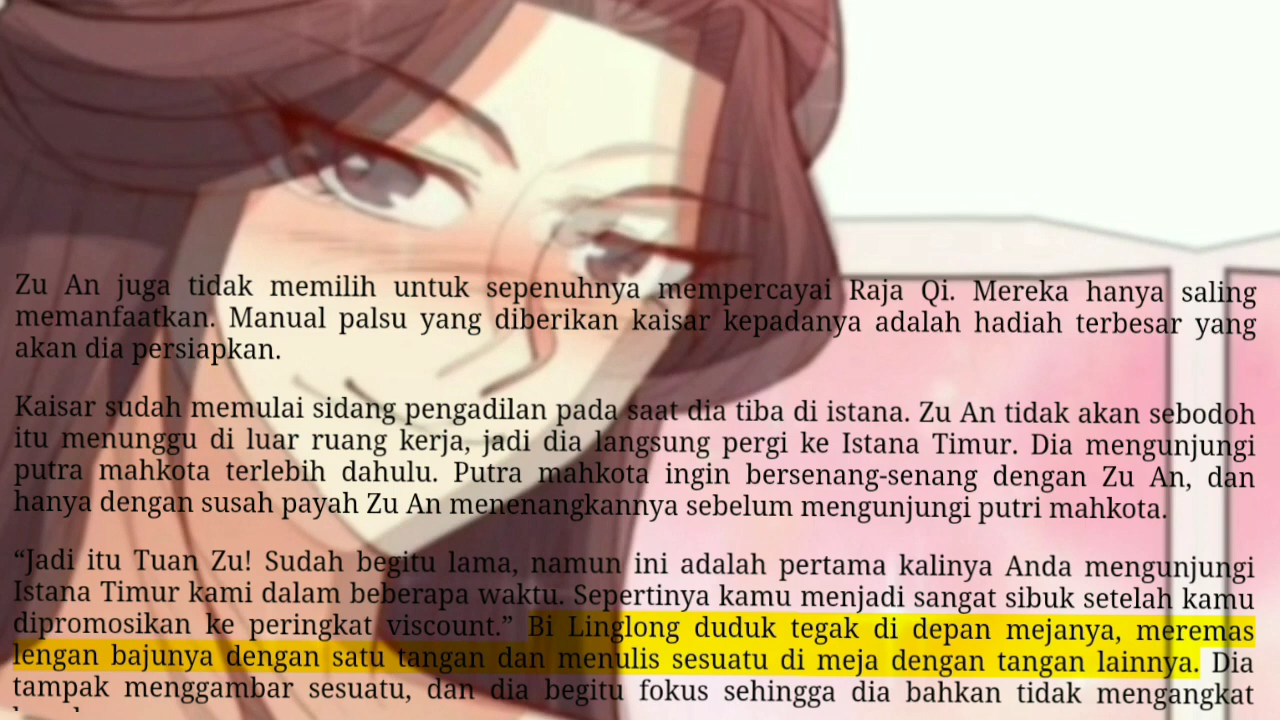 Zu An juga tidak memilih untuk sepenuhnya mempercayai Raja Qi. Mereka hanya saling
memanfaatkan. Manual palsu yang diberikan kaisar kepadanya adalah hadiah terbesar yang
akan dia persiapkan.
Kaisar sudah memulai sidang pengadilan pada saat dia tiba di istana. Zu An tidak akan sebodoh
itu menunggu di luar ruang kerja, jadi dia langsung pergi ke Istana Timur. Dia mengunjungi
putra mahkota terlebih dahulu. Putra mahkota ingin bersenang-senang dengan Zu An, dan
hanya dengan susah payah Zu An menenangkannya sebelum mengunjungi putri mahkota.
“Jadi itu Tuan Zu! Sudah begitu lama, namun ini adalah pertama kalinya Anda mengunjungi
Istana Timur kami dalam beberapa waktu. Sepertinya kamu menjadi sangat sibuk setelah kamu
dipromosikan ke peringkat viscount.” Bi Linglong duduk tegak di depan mejanya, meremas
lengan bajunya dengan satu tangan dan menulis sesuatu di meja dengan tangan lainnya. Dia
tampak menggambar sesuatu, dan dia begitu fokus sehingga dia bahkan tidak mengangkat